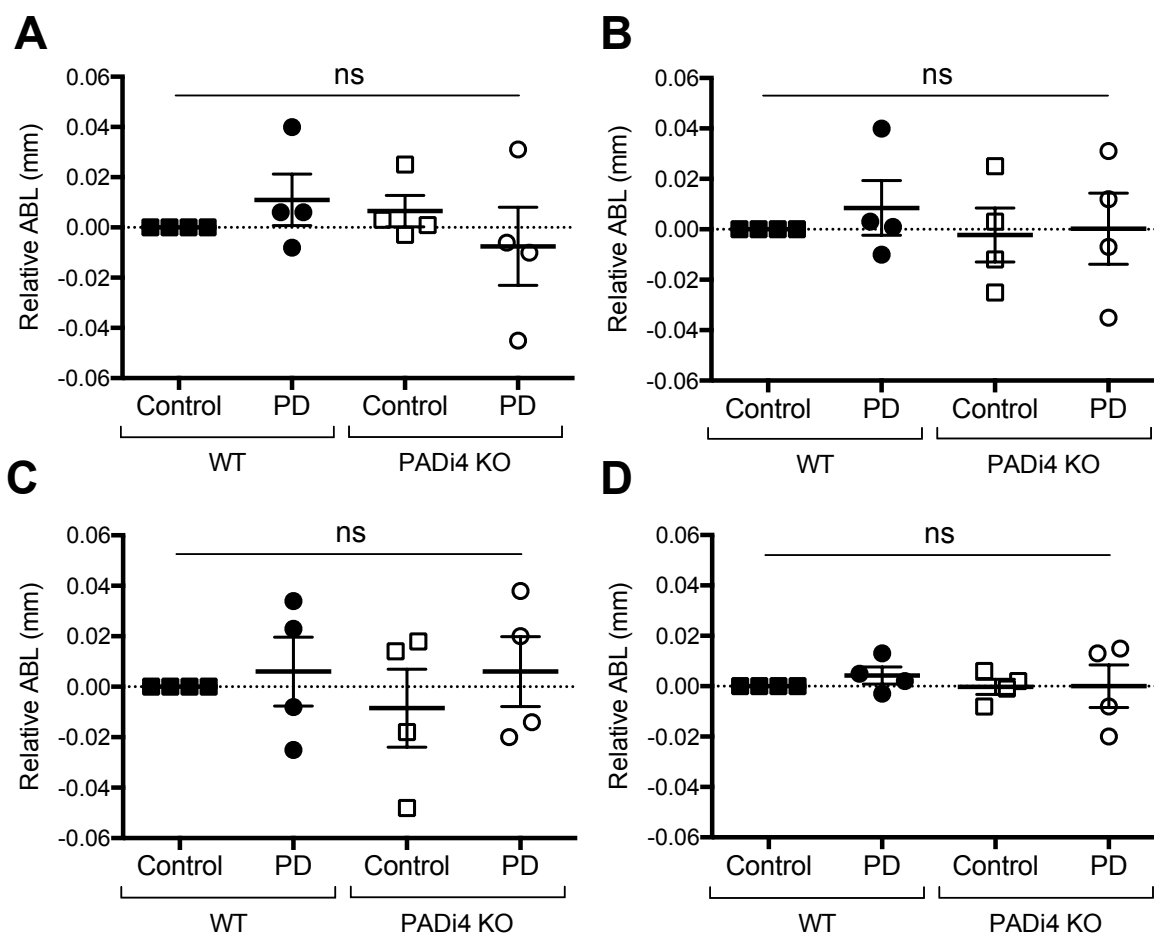 A
Relative ABL (mm)
0.06
0.04
0.02
0.00
-0.02
-0.04
-0.06
ns
Control PD Control PD
WT PADi4 KO
B
Relative ABL (mm)
0.06
0.04
0.02
0.00
-0.02
-0.04
-0.06
ns
Control PD Control PD
WT PADi4 KO
C
Relative ABL (mm)
0.06
0.04
0.02
0.00
-0.02
-0.04
-0.06
ns
Control PD Control PD
WT PADi4 KO
D
Relative ABL (mm)
0.06
0.04
0.02
0.00
-0.02
-0.04
-0.06
ns
Control PD Control PD
WT PADi4 KO